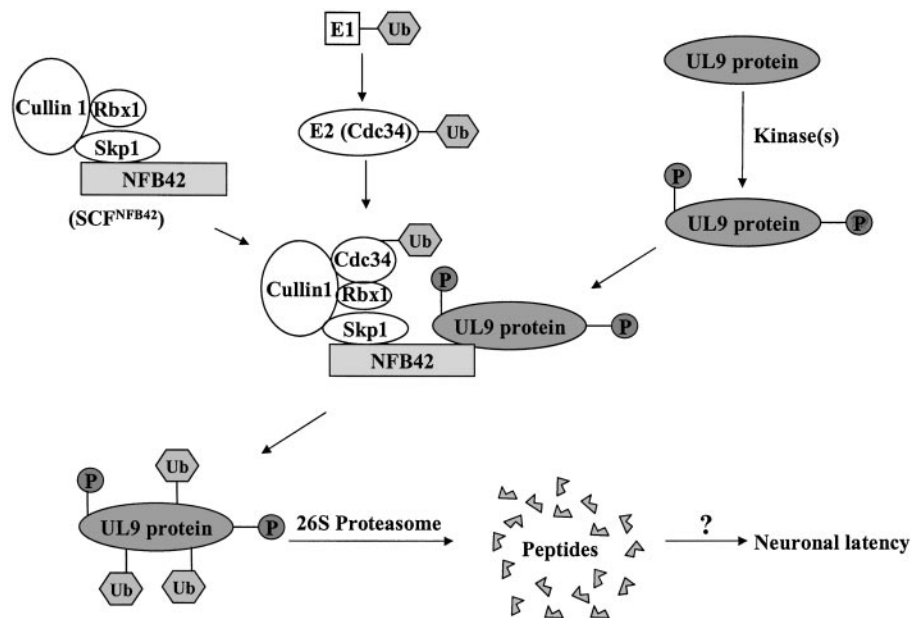 E1
Ub
UL9 protein
Cullin 1
Rbx1
Skp1
NFB42
(SCF^NFB42)
E2 (Cdc34)
Ub
Kinase(s)
P
UL9 protein
P
Ub
Cdc34
Cullin1
Rbx1
Skp1
NFB42
P
UL9 protein
P
Ub
P
UL9 protein
P
Ub
Ub
26S Proteasome
Peptides
?
Neuronal latency